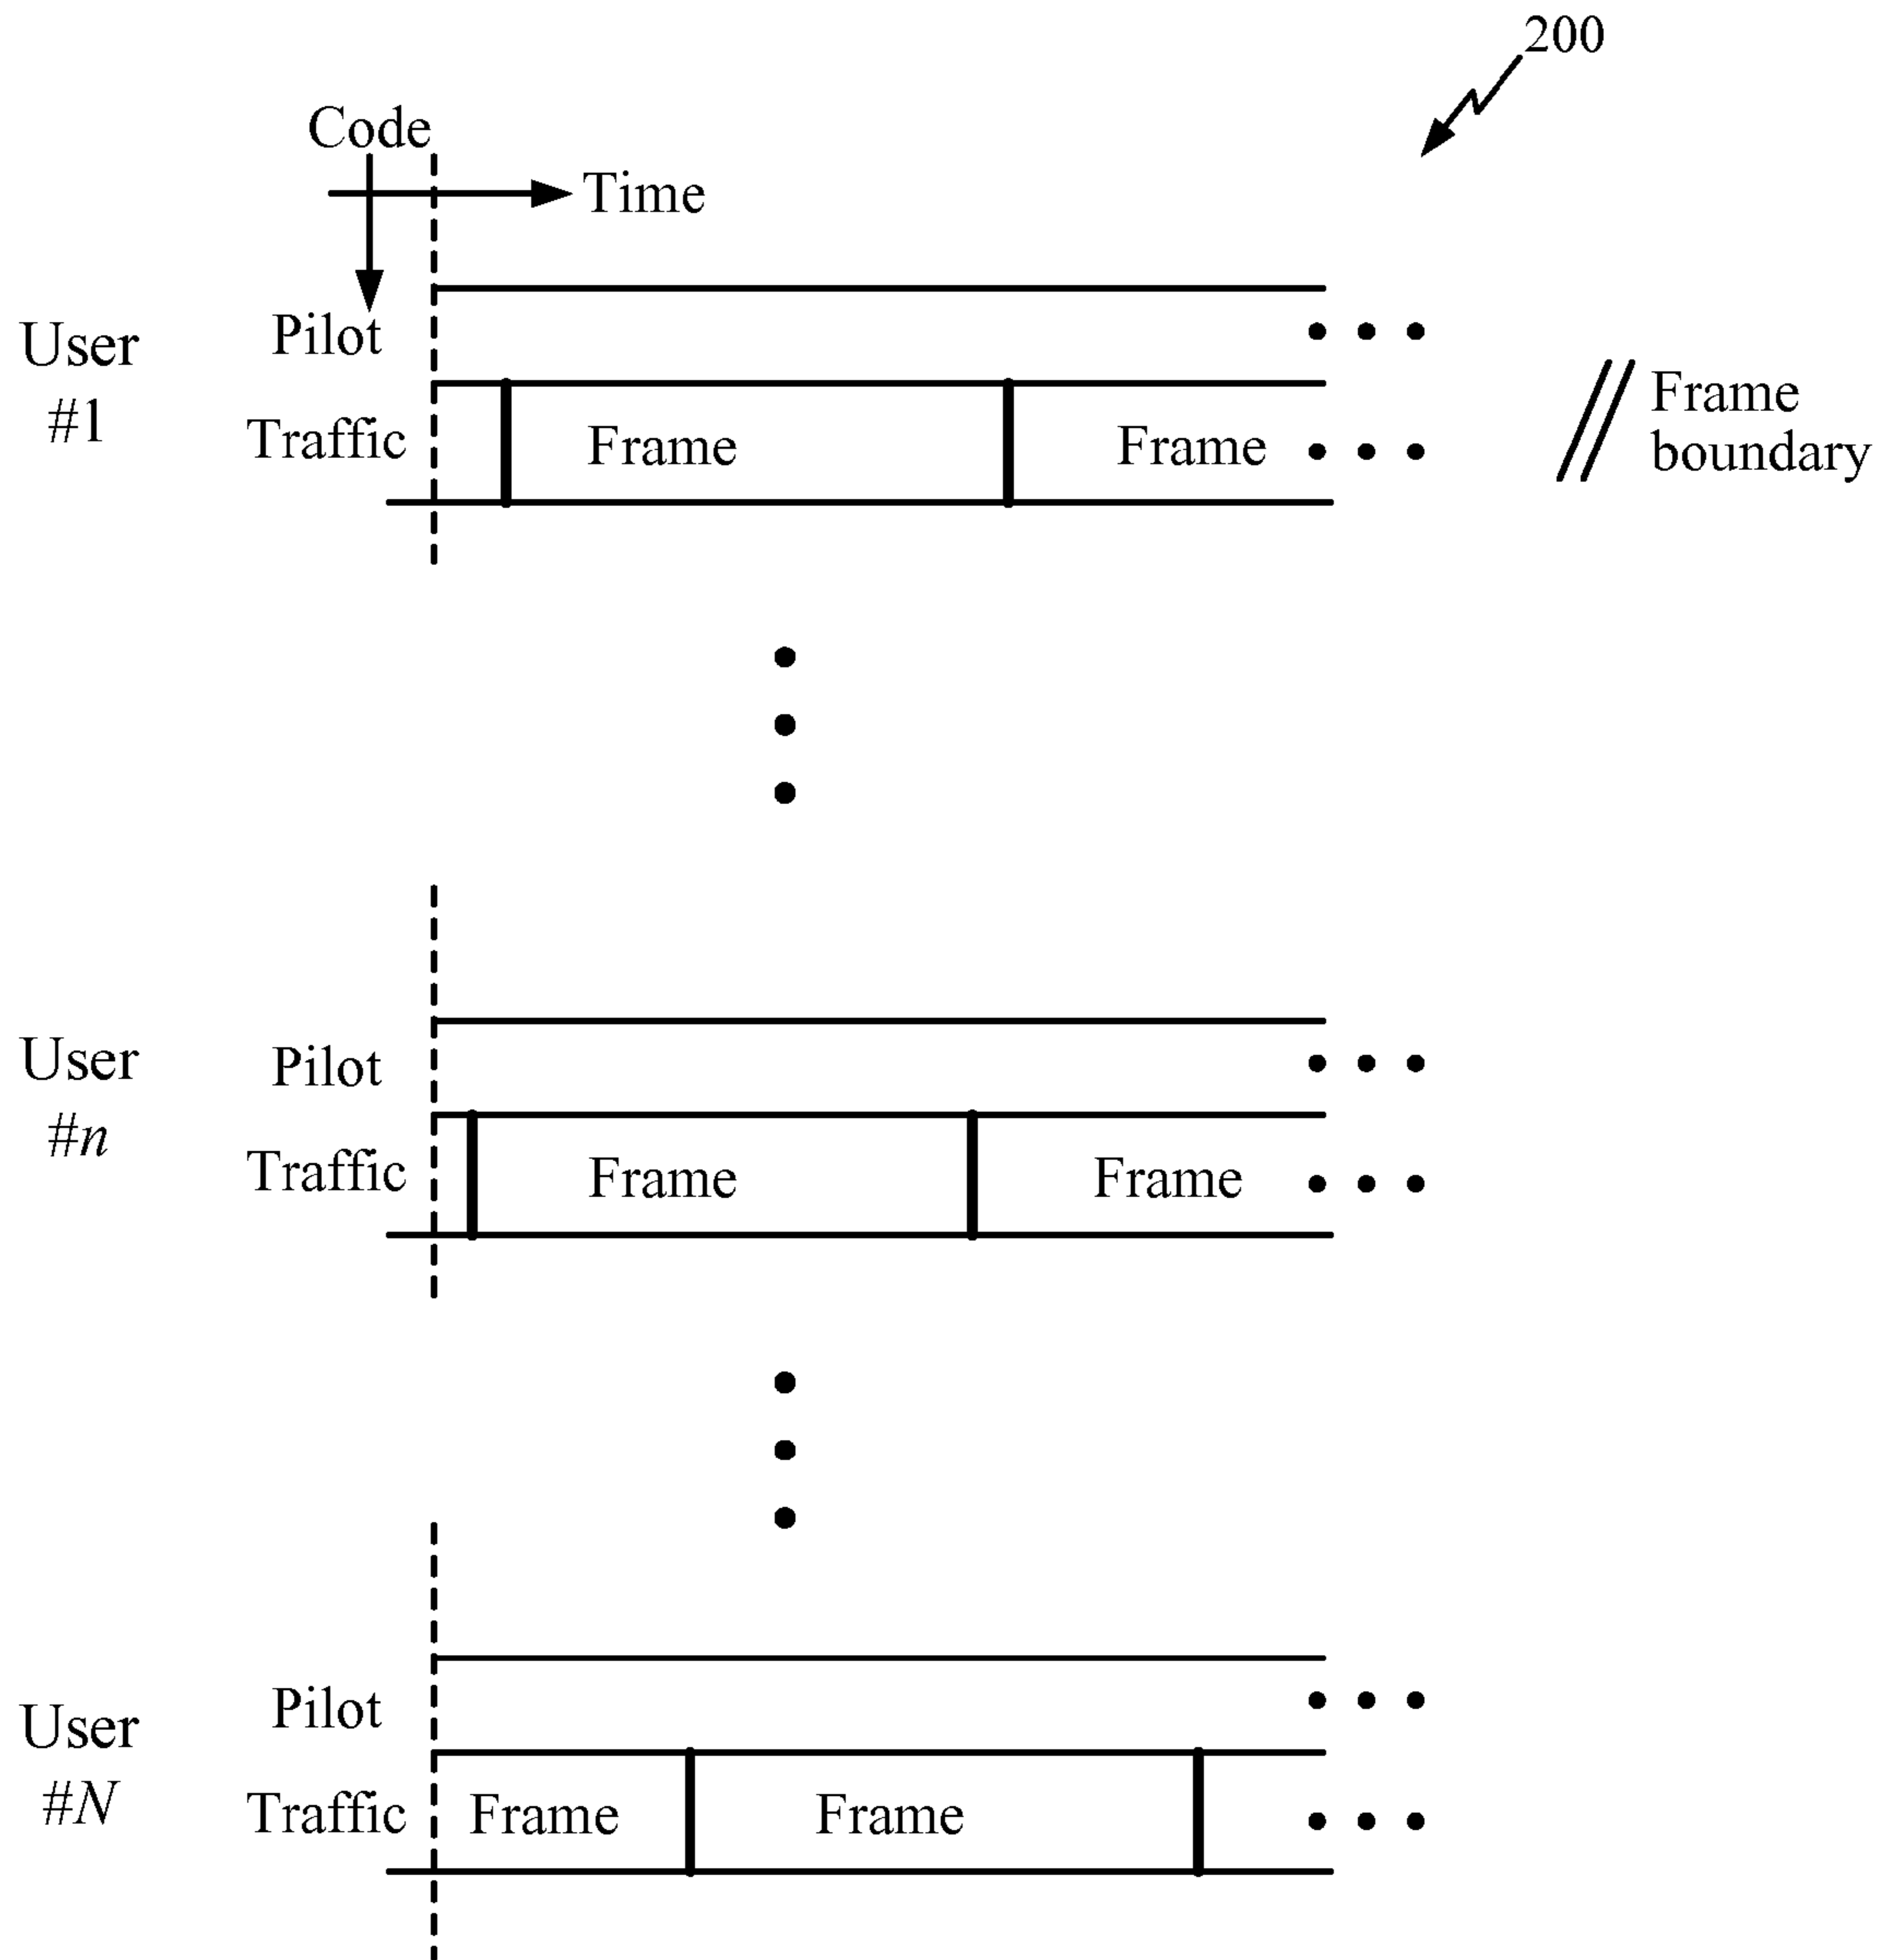 200
Code
Time
User
#1
Pilot
Traffic
Frame
Frame
Frame
boundary
User
#n
Pilot
Traffic
Frame
Frame
User
#N
Pilot
Traffic
Frame
Frame